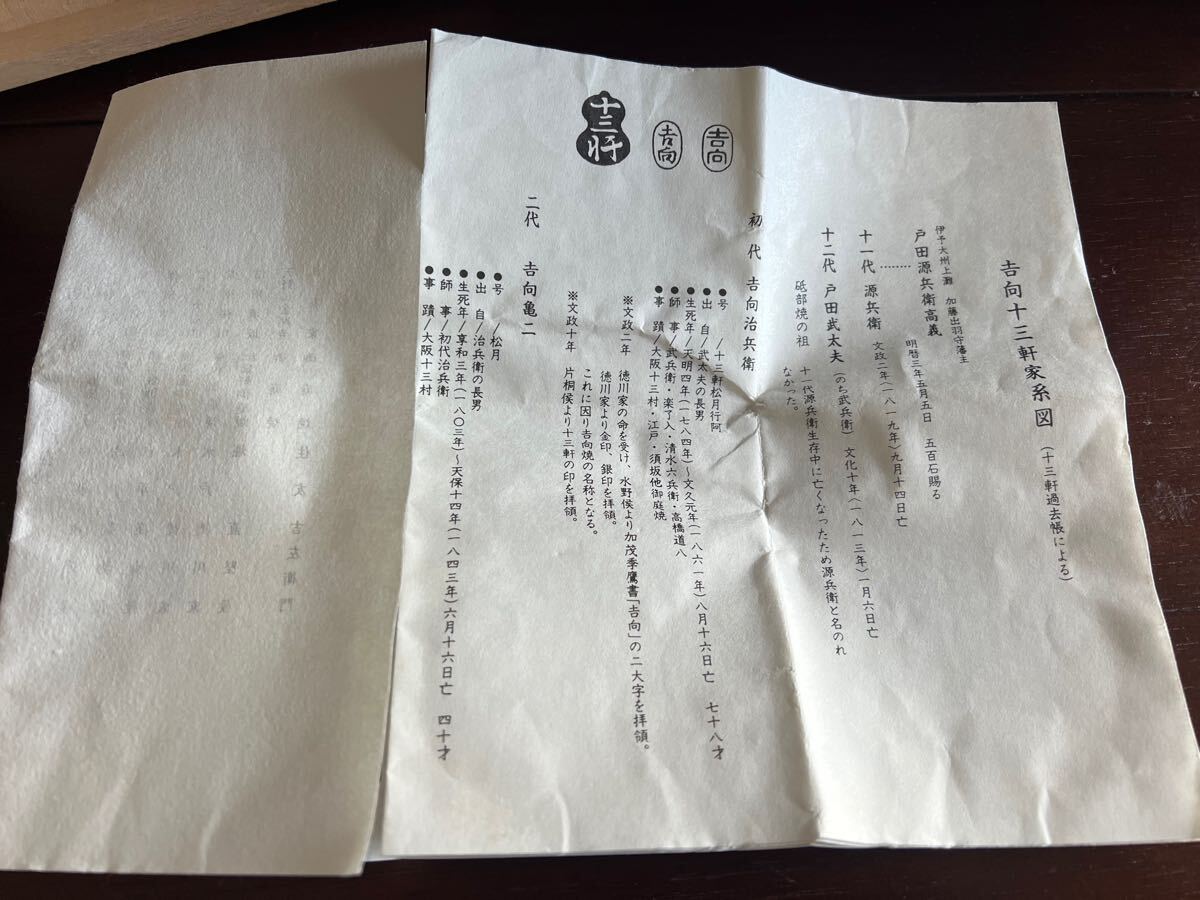 𠮷向十三軒家系図(十三軒過去帳による)
伊予大州上灘 加藤出羽守藩主
戸田源兵衛高義 明暦三年五月五日 五百石賜る
十一代 源兵衛 文政二年(一八一九年)九月十四日亡
十二代 戸田武太夫(のち武兵衛) 文化十年(一八一三年)一月六日亡
砥部焼の祖 十一代源兵衛生存中に亡くなったため源兵衛と名のれ
なかった。
初代 𠮷向治兵衛
●号 /十三軒松月行阿
●出 自/武太夫の長男
●生死年/天明四年(一七八四年)~文久元年(一八六一年)八月十六日亡 七十八才
●師 事/武兵衛・楽了入・清水六兵衛・高橋道八
●事 蹟/大阪十三村・江戸・須坂他御庭焼
※文政二年 徳川家の命を受け、水野侯より加茂季鷹書「𠮷向」の二大字を拝領。
徳川家より金印、銀印を拝領。
これに因り𠮷向焼の名称となる。
※文政十年 片桐侯より十三軒の印を拝領。
𠮷向
𠮷向
十三軒
二代 𠮷向亀二
●号 /松月
●出 自/治兵衛の長男
●生死年/享和三年(一八〇三年)~天保十四年(一八四三年)六月十六日亡 四十才
●師 事/初代治兵衛
●事 蹟/大阪十三村